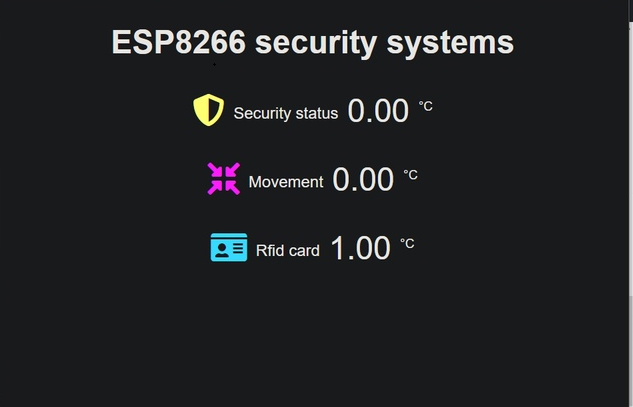 ESP8266 security systems
Security status 0.00 °C
Movement 0.00 °C
Rfid card 1.00 °C